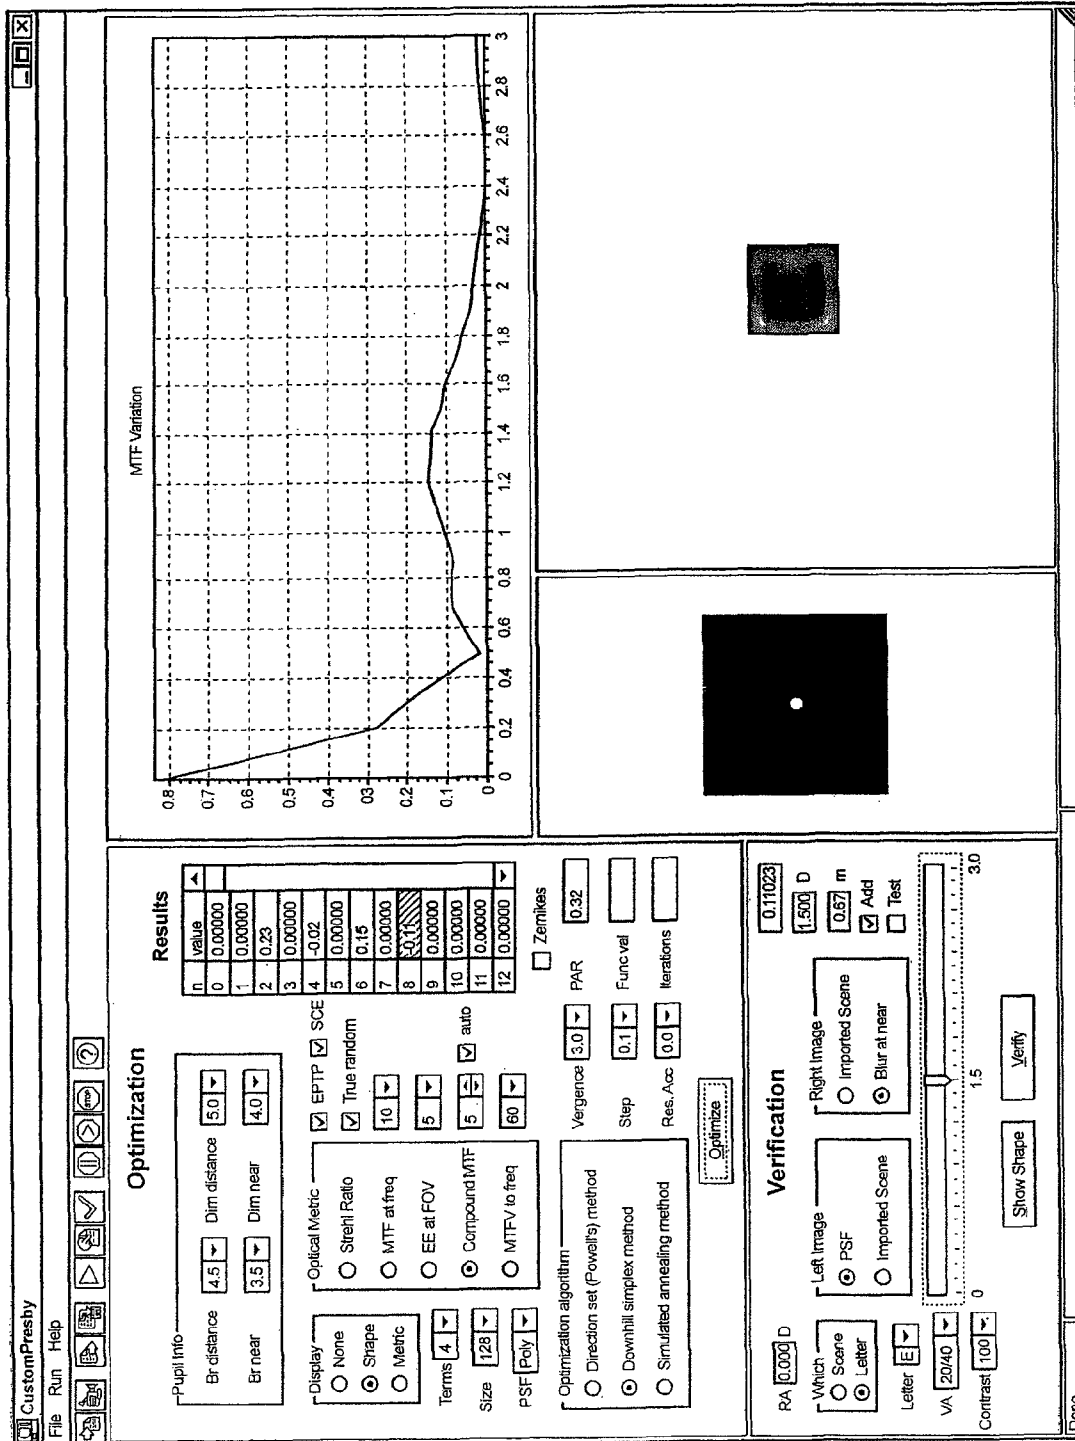 CustomPresby
File Run Help
STOP ?
Optimization
Pupil Info
Br distance 4.5 Dim distance 5.0
Br near 3.5 Dim near 4.0
Display
None
Shape
Metric
Terms 4
Size 128
PSF Poly
Optical Metric
Strehl Ratio
MTF at freq
EE at FOV
Compound MTF
MTFV to freq
EPTP SCE
True random
10
5
5 auto
60
Results
n value
0 0.00000
1 0.00000
2 0.23
3 0.00000
4 -0.02
5 0.00000
6 0.15
7 0.00000
8 -0.11
9 0.00000
10 0.00000
11 0.00000
12 0.00000
Zernikes
Optimization algorithm
Direction set (Powell's) method
Downhill simplex method
Simulated annealing method
Vergence 3.0 PAR 0.32
Step 0.1 Func val
Res. Acc 0.0 Iterations
Optimize
Verification
RA 0.000 D
Which
Scene
Letter
Letter E
VA 20/40
Contrast 100
Left Image
PSF
Imported Scene
Right Image
Imported Scene
Blur at near
0.11023
1.500 D
0.67 m
Add
Test
0 1.5 3.0
Show Shape Verify
MTF Variation
0.8
0.7
0.6
0.5
0.4
03
0.2
0.1
0
0 0.2 0.4 0.6 0.8 1 1.2 1.4 1.6 1.8 2 2.2 2.4 2.6 2.8 3
Done